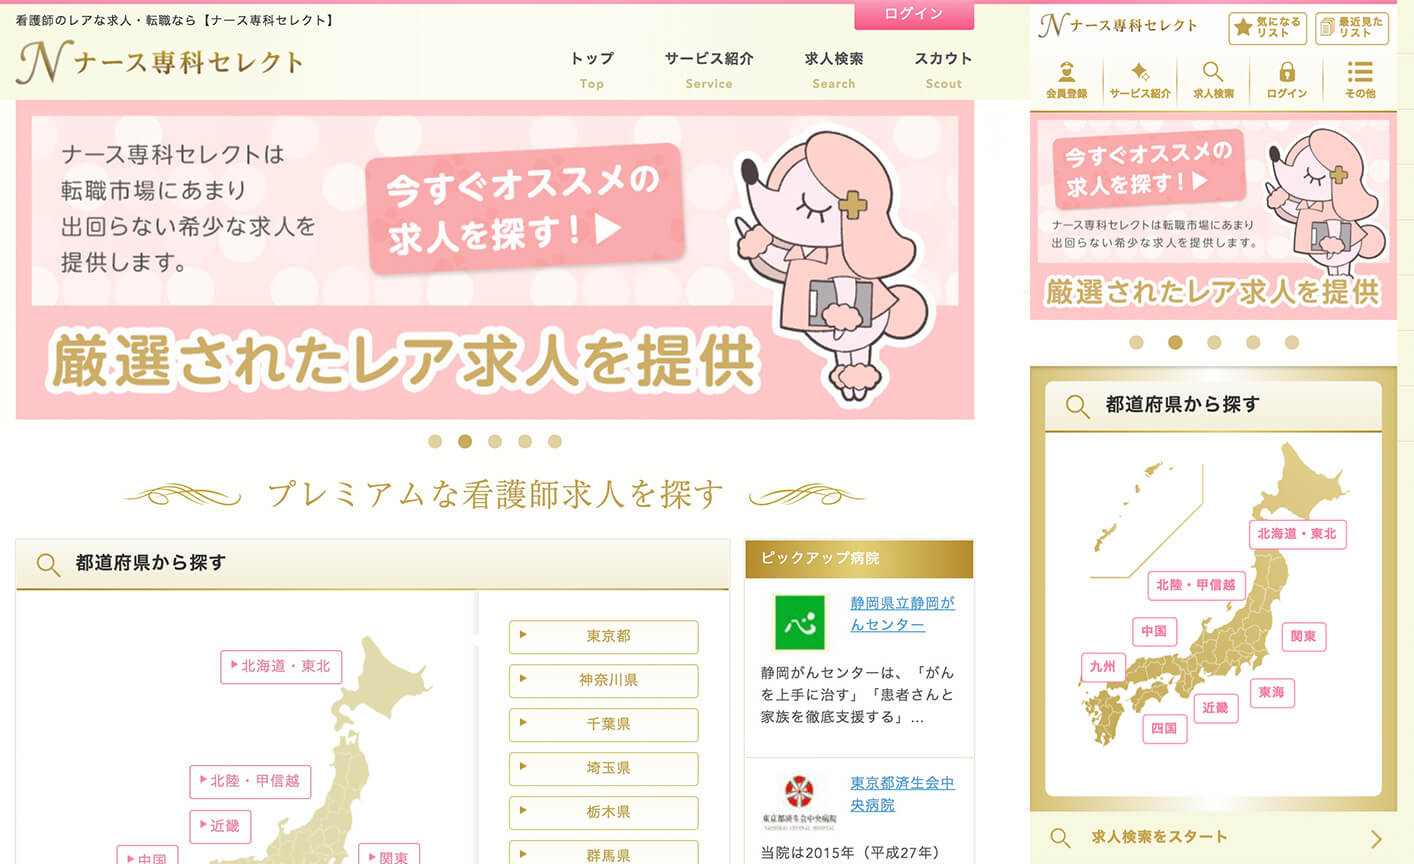 看護師のレアな求人・転職なら【ナース専科セレクト】
ログイン
Nナース専科セレクト
トップ
Top
サービス紹介
Service
求人検索
Search
スカウト
Scout
ナース専科セレクトは
転職市場にあまり
出回らない希少な求人を
提供します。
今すぐオススメの
求人を探す!▶
厳選されたレア求人を提供
プレミアムな看護師求人を探す
都道府県から探す
北海道・東北
北陸・甲信越
近畿
中国
関東
東京都
神奈川県
千葉県
埼玉県
栃木県
群馬県
ピックアップ病院
静岡県立静岡が
んセンター
静岡がんセンターは、「がん
を上手に治す」「患者さんと
家族を徹底支援する」…
東京都済生会中央病院
東京都済生会中
央病院
当院は2015年（平成27年）
Nナース専科セレクト
気になる
リスト
最近見た
リスト
会員登録
サービス紹介
求人検索
ログイン
その他
今すぐオススメの
求人を探す!▶
ナース専科セレクトは転職市場にあまり
出回らない希少な求人を提供します。
厳選されたレア求人を提供
都道府県から探す
北海道・東北
北陸・甲信越
中国
関東
九州
東海
近畿
四国
求人検索をスタート